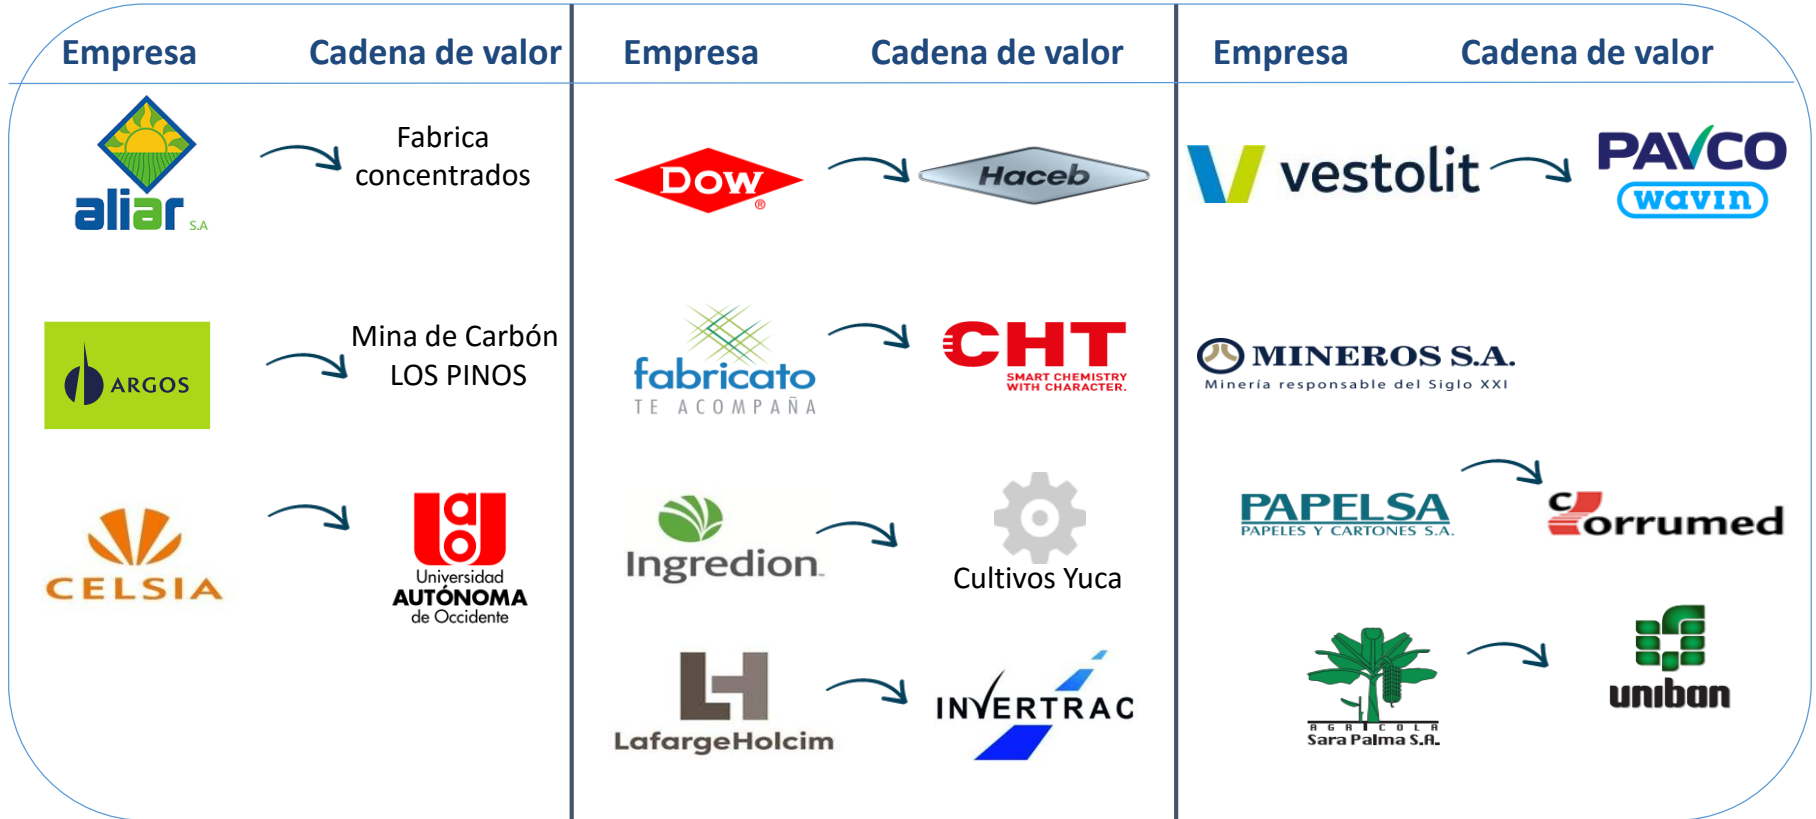 Empresa Cadena de valor
aliar S.A
Fabrica
concentrados
ARGOS
Mina de Carbón
LOS PINOS
CELSIA
uao
Universidad
AUTÓNOMA
de Occidente
Empresa Cadena de valor
DOW ®
Haceb
fabricato
TE ACOMPAÑA
CHT
SMART CHEMISTRY
WITH CHARACTER.
Ingredion
Cultivos Yuca
LH
LafargeHolcim
INVERTRAC
Empresa Cadena de valor
vestolit
PAVCO
wavin
MINEROS S.A.
Minería responsable del Siglo XXI
PAPELSA
PAPELES Y CARTONES S.A.
Corrumed
AGRICOLA
Sara Palma S.A.
uniban